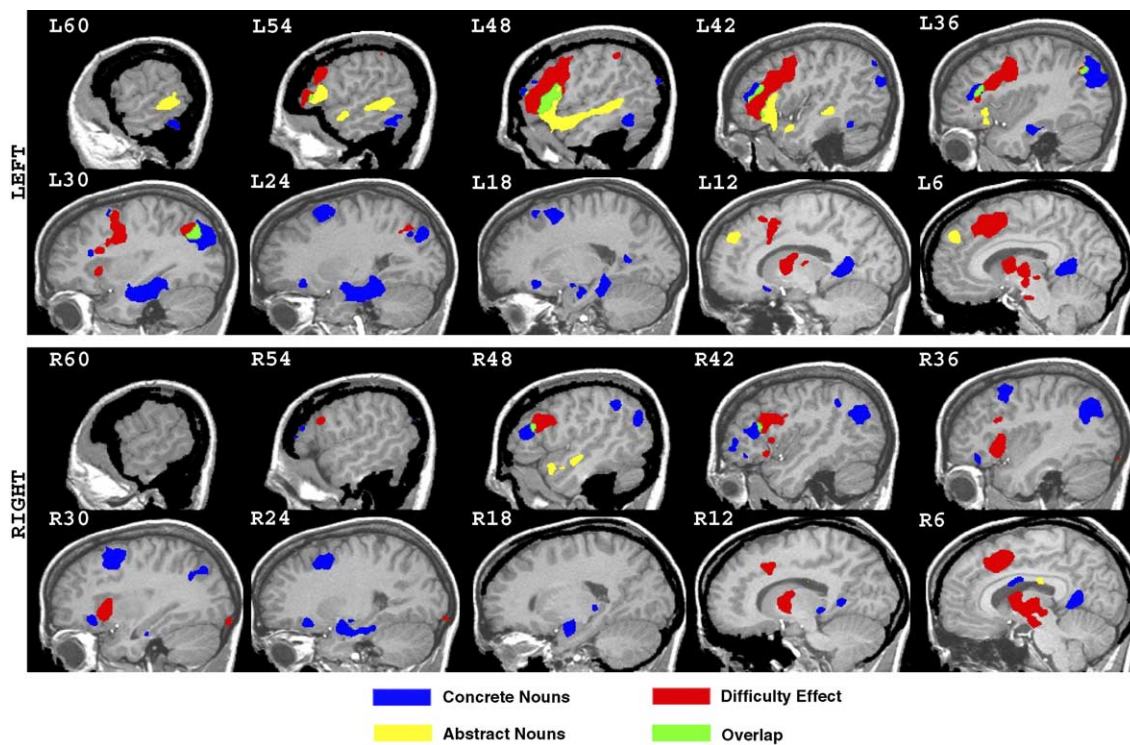 L60 L54 L48 L42 L36
LEFT
L30 L24 L18 L12 L6
R60 R54 R48 R42 R36
RIGHT
R30 R24 R18 R12 R6
Concrete Nouns Difficulty Effect
Abstract Nouns Overlap